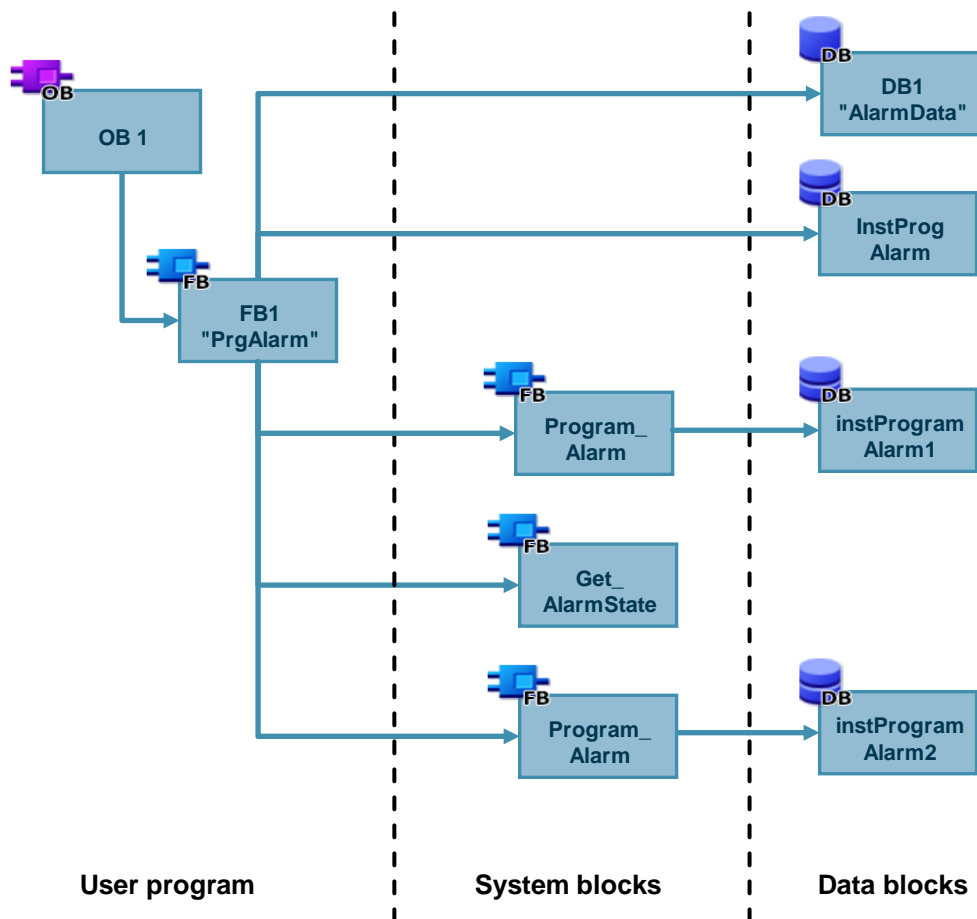 OB
OB 1
FB
FB1
"PrgAlarm"
DB
DB1
"AlarmData"
DB
InstProg
Alarm
FB
Program_
Alarm
DB
instProgram
Alarm1
FB
Get_
AlarmState
FB
Program_
Alarm
DB
instProgram
Alarm2
User program
System blocks
Data blocks